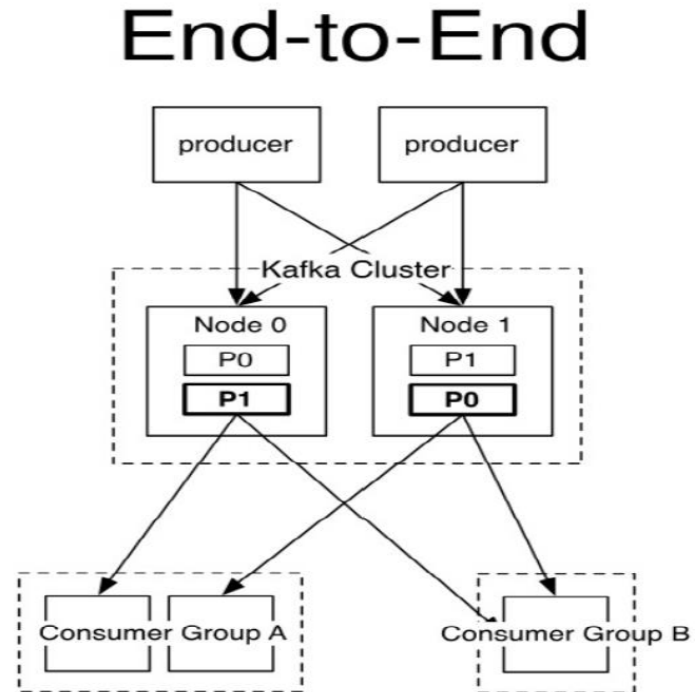 End-to-End
producer
producer
Kafka Cluster
Node 0
P0
P1
Node 1
P1
P0
Consumer Group A
Consumer Group B